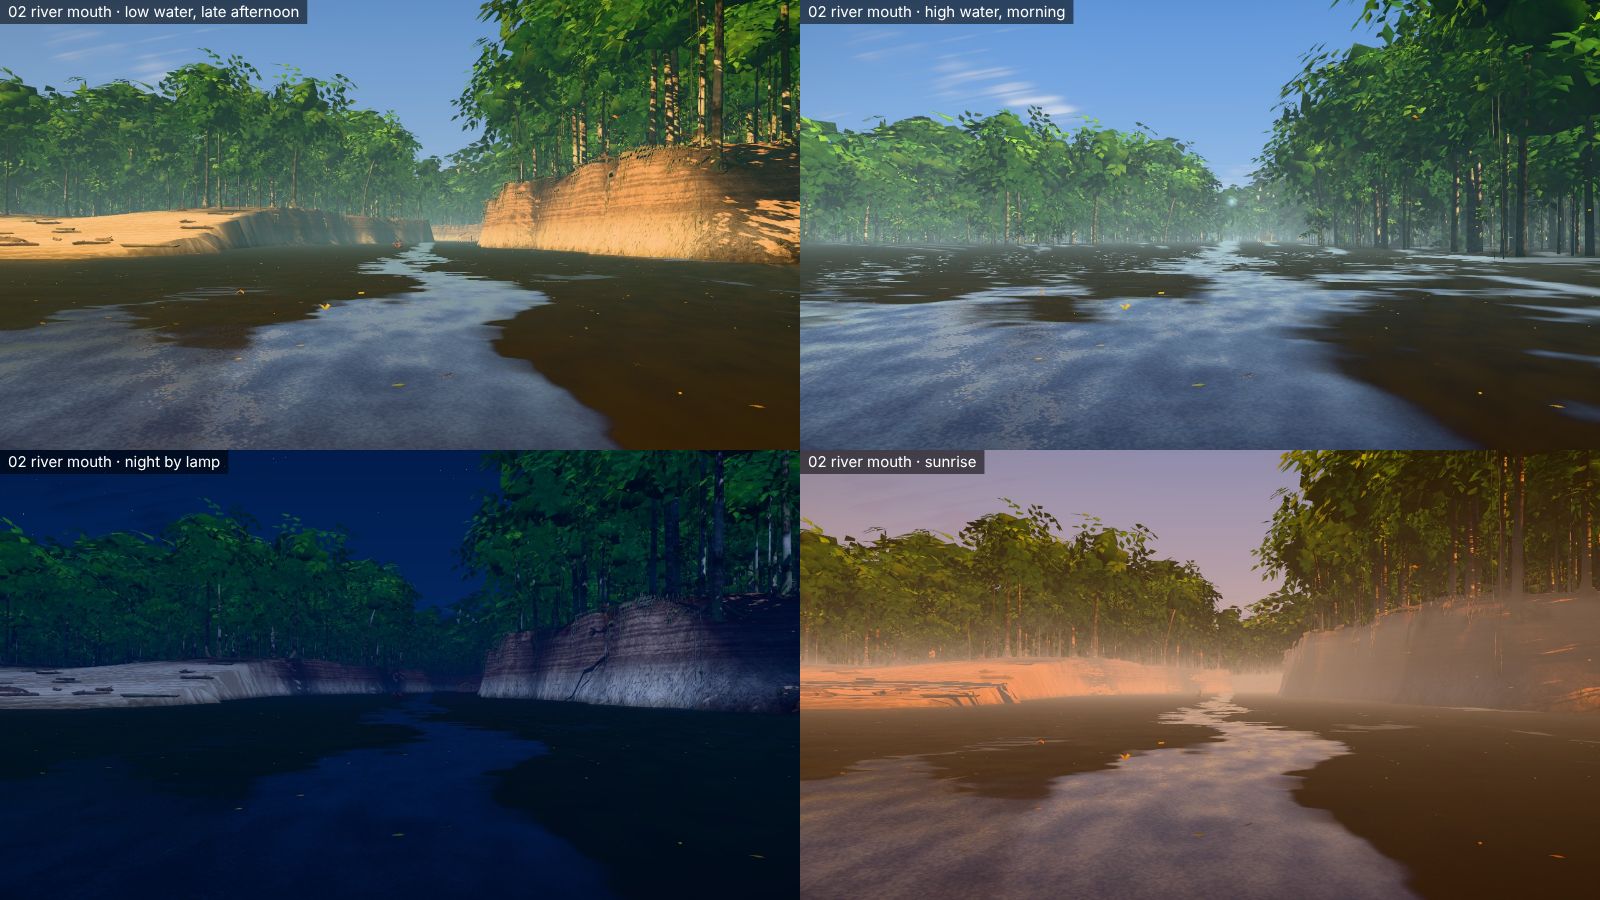 02 river mouth · low water, late afternoon
02 river mouth · high water, morning
02 river mouth · night by lamp
02 river mouth · sunrise